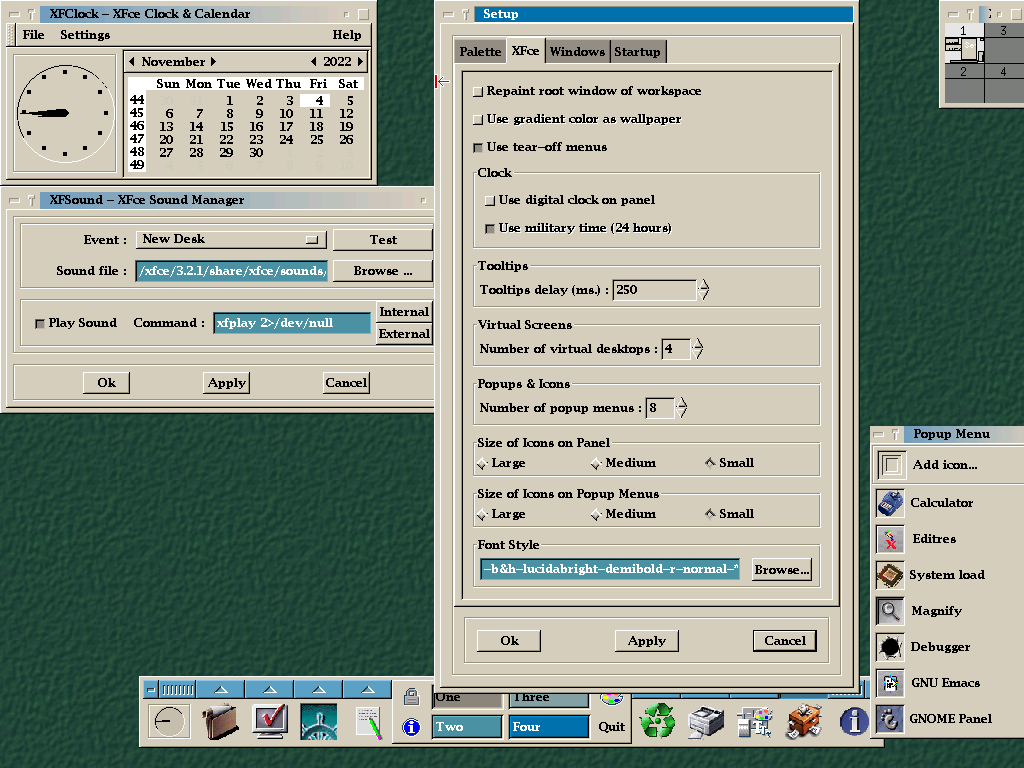 XFClock – XFce Clock & Calendar
File Settings Help
November 2022
Sun Mon Tue Wed Thu Fri Sat
44 1 2 3 4 5
45 6 7 8 9 10 11 12
46 13 14 15 16 17 18 19
47 20 21 22 23 24 25 26
48 27 28 29 30
49
XFSound – XFce Sound Manager
Event : New Desk Test
Sound file : /xfce/3.2.1/share/xfce/sounds/ Browse ...
Play Sound Command : xfplay 2>/dev/null Internal
External
Ok Apply Cancel
Setup
Palette XFce Windows Startup
Repaint root window of workspace
Use gradient color as wallpaper
Use tear–off menus
Clock
Use digital clock on panel
Use military time (24 hours)
Tooltips
Tooltips delay (ms.) : 250
Virtual Screens
Number of virtual desktops : 4
Popups & Icons
Number of popup menus : 8
Size of Icons on Panel
Large Medium Small
Size of Icons on Popup Menus
Large Medium Small
Font Style
–b&h–lucidabright–demibold–r–normal–* Browse...
Ok Apply Cancel
1 3
2 4
Popup Menu
Add icon...
Calculator
Editres
System load
Magnify
Debugger
GNU Emacs
GNOME Panel
One Three
Two Four Quit